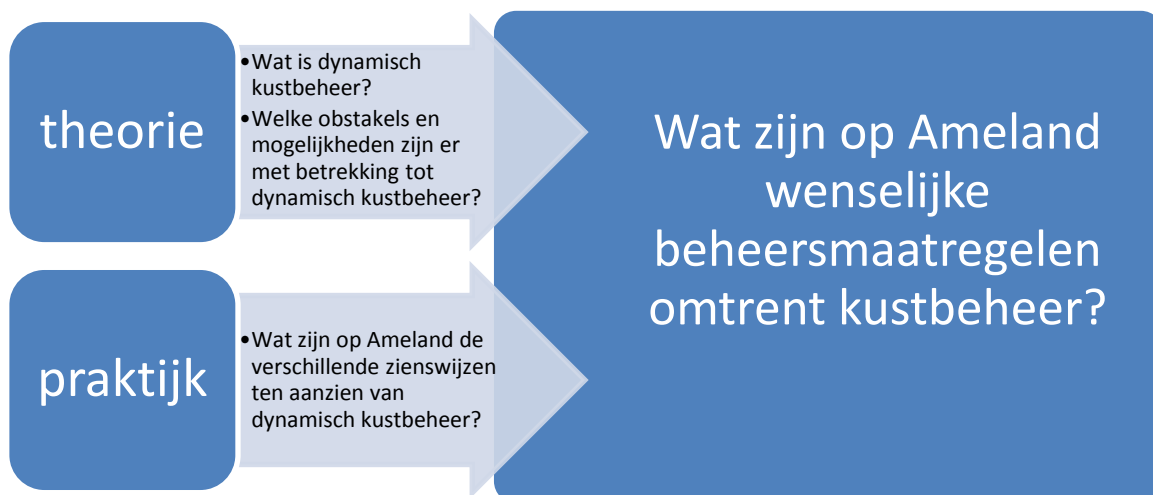 theorie
•Wat is dynamisch
kustbeheer?
•Welke obstakels en
mogelijkheden zijn er
met betrekking tot
dynamisch kustbeheer?
praktijk
•Wat zijn op Ameland de
verschillende zienswijzen
ten aanzien van
dynamisch kustbeheer?
Wat zijn op Ameland
wenselijke
beheersmaatregelen
omtrent kustbeheer?